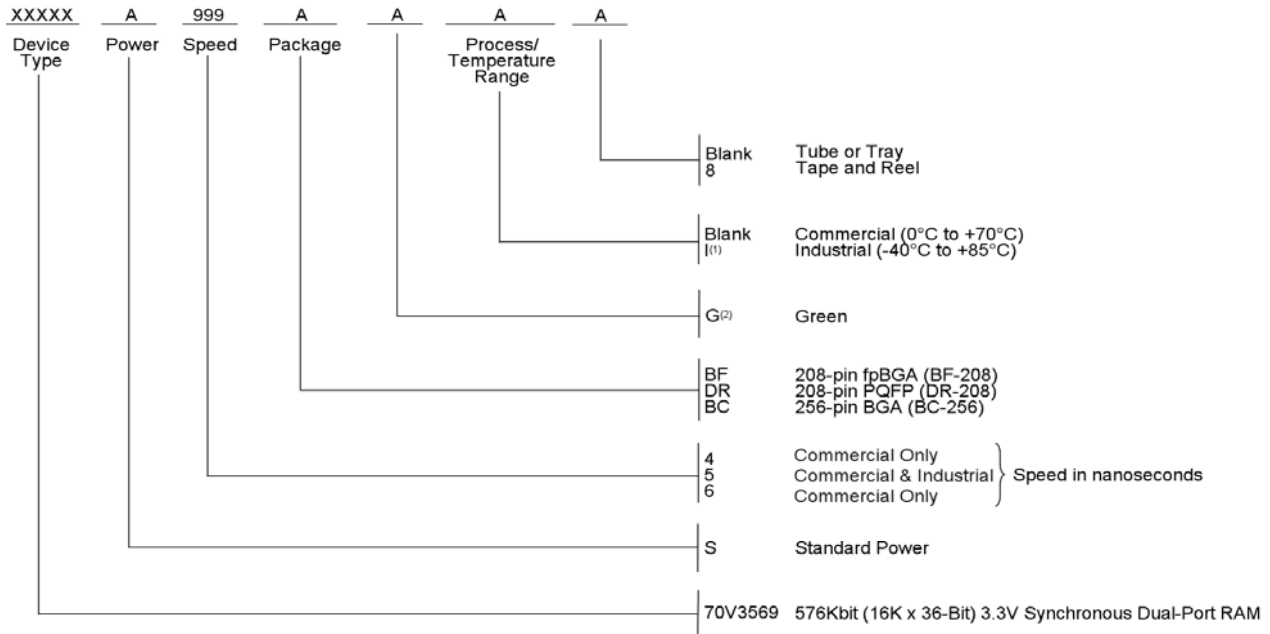 XXXXX A 999 A A A A
Device Type Power Speed Package Process/ Temperature Range
Blank Tube or Tray
8 Tape and Reel
Blank Commercial (0°C to +70°C)
I(1) Industrial (-40°C to +85°C)
G(2) Green
BF 208-pin fpBGA (BF-208)
DR 208-pin PQFP (DR-208)
BC 256-pin BGA (BC-256)
4 Commercial Only
5 Commercial & Industrial Speed in nanoseconds
6 Commercial Only
S Standard Power
70V3569 576Kbit (16K x 36-Bit) 3.3V Synchronous Dual-Port RAM